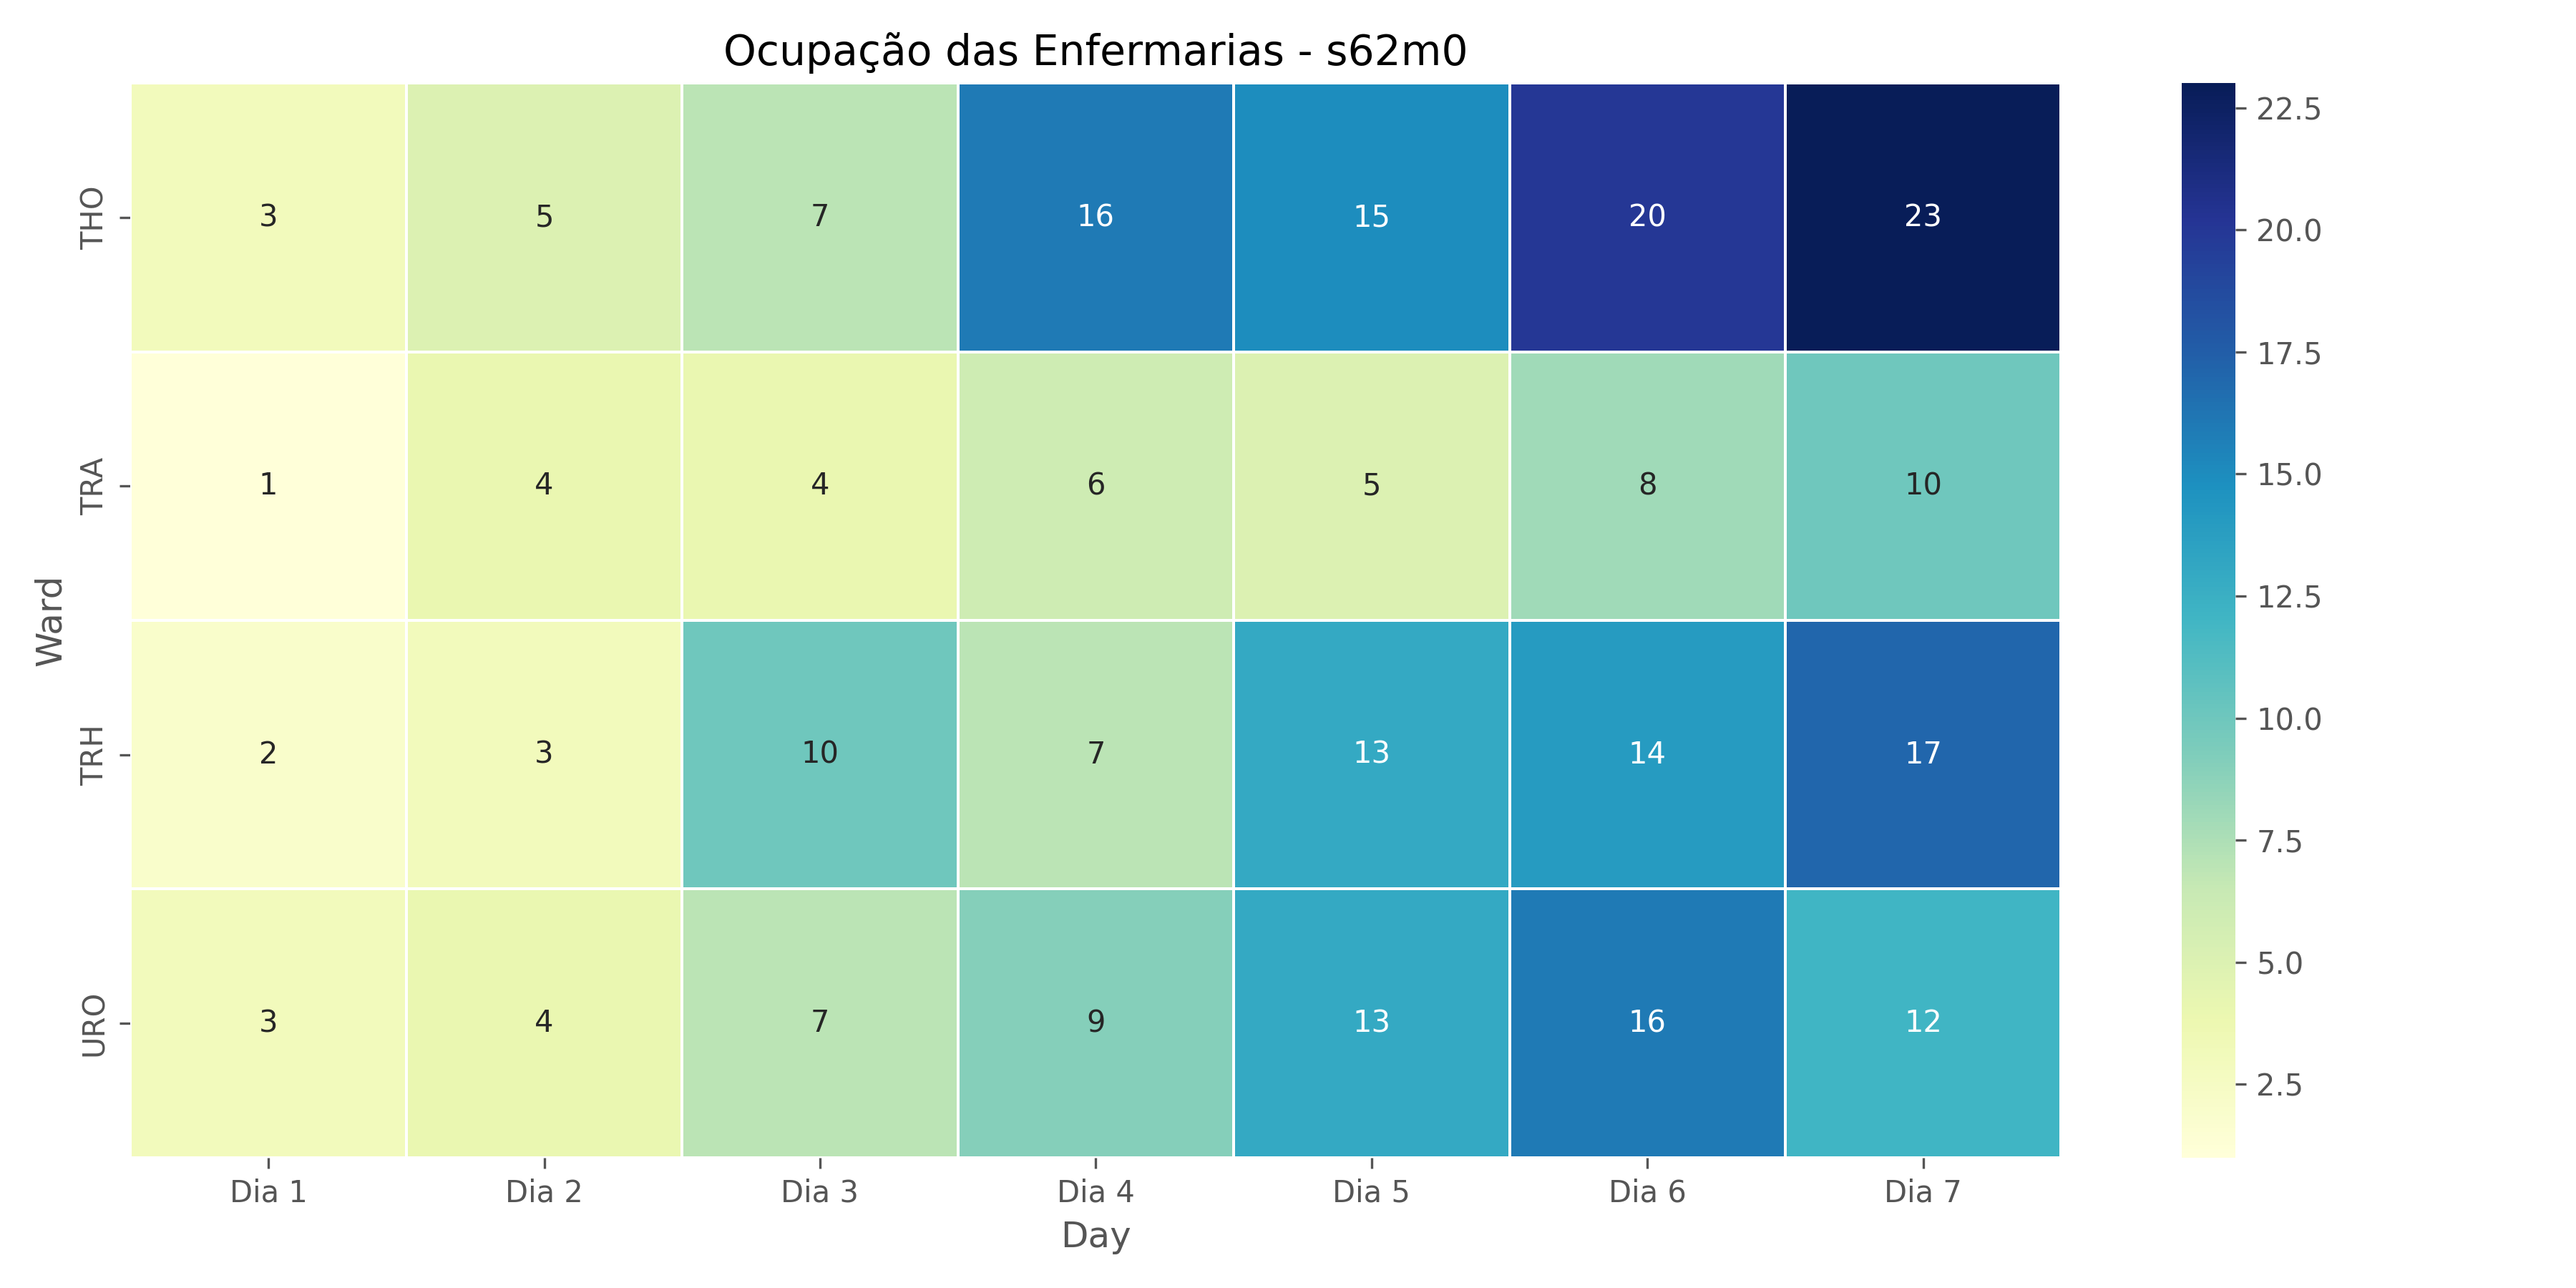 Ocupação das Enfermarias - s62m0
THO 3 5 7 16 15 20 23
TRA 1 4 4 6 5 8 10
TRH 2 3 10 7 13 14 17
URO 3 4 7 9 13 16 12
Ward
Dia 1 Dia 2 Dia 3 Dia 4 Dia 5 Dia 6 Dia 7
Day
22.5
20.0
17.5
15.0
12.5
10.0
7.5
5.0
2.5